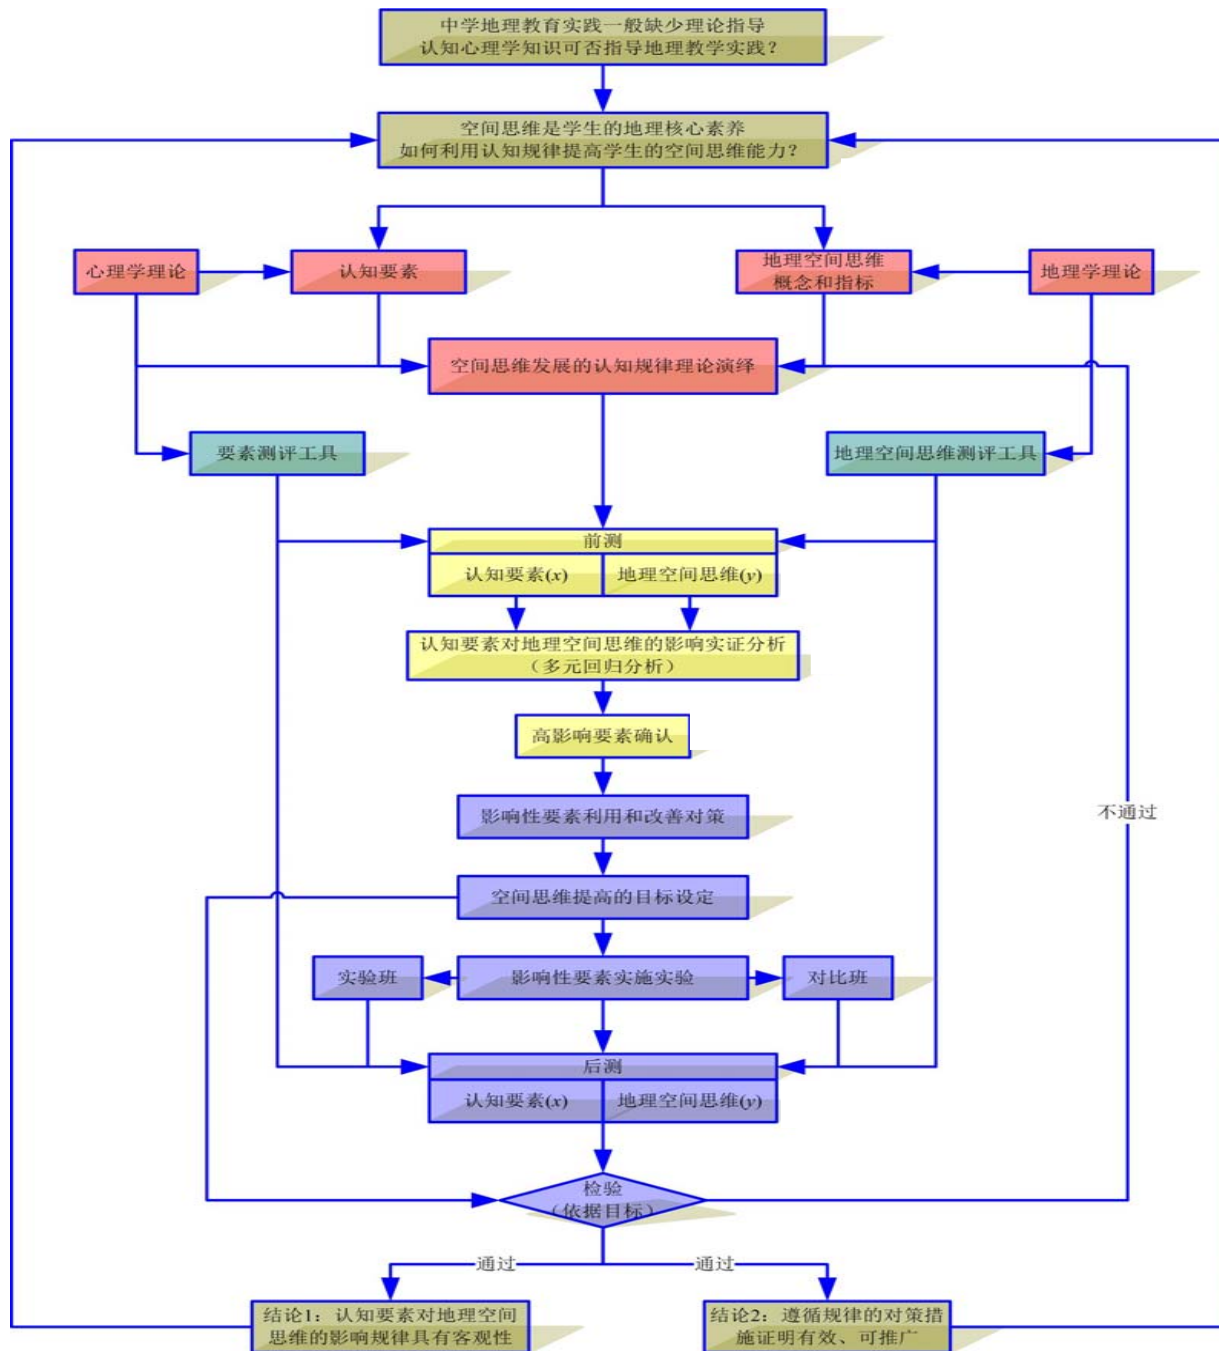 中学地理教育实践一般缺少理论指导
认知心理学知识可否指导地理教学实践？
空间思维是学生的地理核心素养
如何利用认知规律提高学生的空间思维能力？
心理学理论
认知要素
地理空间思维
概念和指标
地理学理论
空间思维发展的认知规律理论演绎
要素测评工具
地理空间思维测评工具
前测
认知要素(x)
地理空间思维(y)
认知要素对地理空间思维的影响实证分析
（多元回归分析）
高影响要素确认
影响性要素利用和改善对策
不通过
空间思维提高的目标设定
实验班
影响性要素实施实验
对比班
后测
认知要素(x)
地理空间思维(y)
检验
（依据目标）
通过
通过
结论1：认知要素对地理空间
思维的影响规律具有客观性
结论2：遵循规律的对策措
施证明有效、可推广